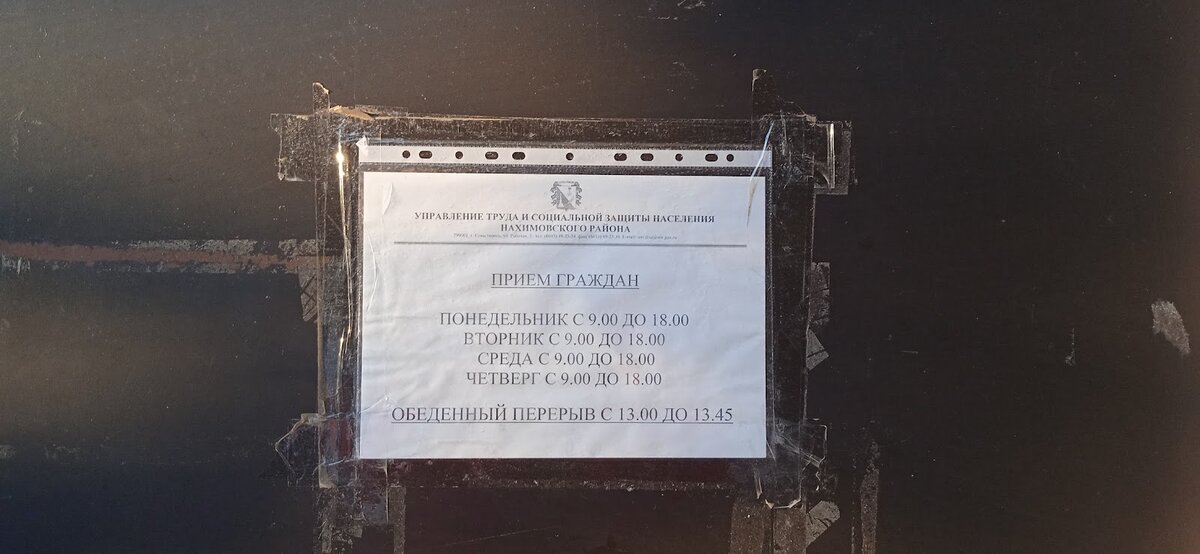 УПРАВЛЕНИЕ ТРУДА И СОЦИАЛЬНОЙ ЗАЩИТЫ НАСЕЛЕНИЯ
НАХИМОВСКОГО РАЙОНА
ПРИЕМ ГРАЖДАН
ПОНЕДЕЛЬНИК С 9.00 ДО 18.00
ВТОРНИК С 9.00 ДО 18.00
СРЕДА С 9.00 ДО 18.00
ЧЕТВЕРГ С 9.00 ДО 18.00
ОБЕДЕННЫЙ ПЕРЕРЫВ С 13.00 ДО 13.45